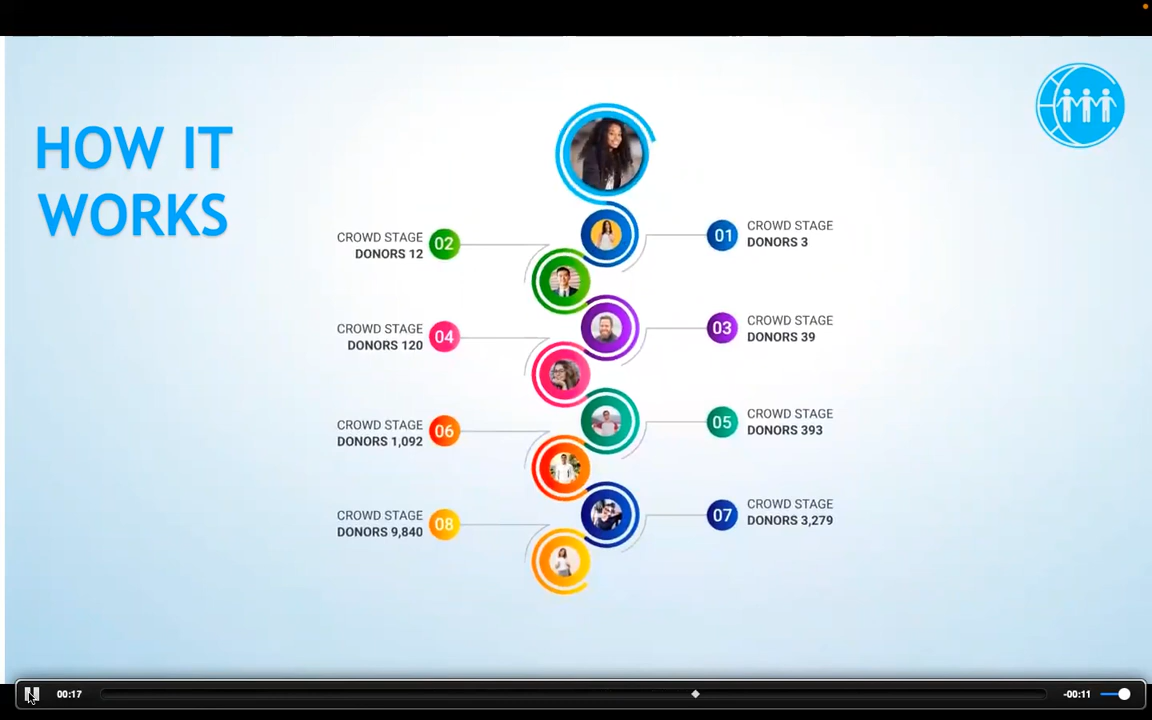 HOW IT
WORKS
CROWD STAGE
DONORS 3
01
CROWD STAGE
DONORS 12
02
CROWD STAGE
DONORS 39
03
CROWD STAGE
DONORS 120
04
CROWD STAGE
DONORS 393
05
CROWD STAGE
DONORS 1,092
06
CROWD STAGE
DONORS 3,279
07
CROWD STAGE
DONORS 9,840
08
00:17
-00:11